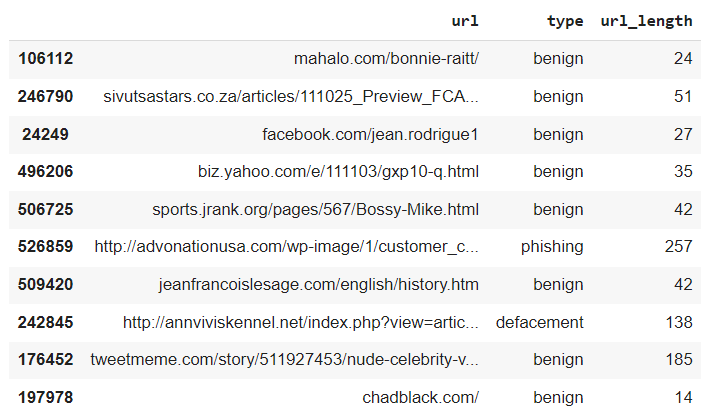 url type url_length
106112 mahalo.com/bonnie-raitt/ benign 24
246790 sivutsastars.co.za/articles/111025_Preview_FCA... benign 51
24249 facebook.com/jean.rodrigue1 benign 27
496206 biz.yahoo.com/e/111103/gxp10-q.html benign 35
506725 sports.jrank.org/pages/567/Bossy-Mike.html benign 42
526859 http://advonationusa.com/wp-image/1/customer_c... phishing 257
509420 jeanfrancoislesage.com/english/history.htm benign 42
242845 http://annviviskennel.net/index.php?view=artic... defacement 138
176452 tweetmeme.com/story/511927453/nude-celebrity-v... benign 185
197978 chadblack.com/ benign 14